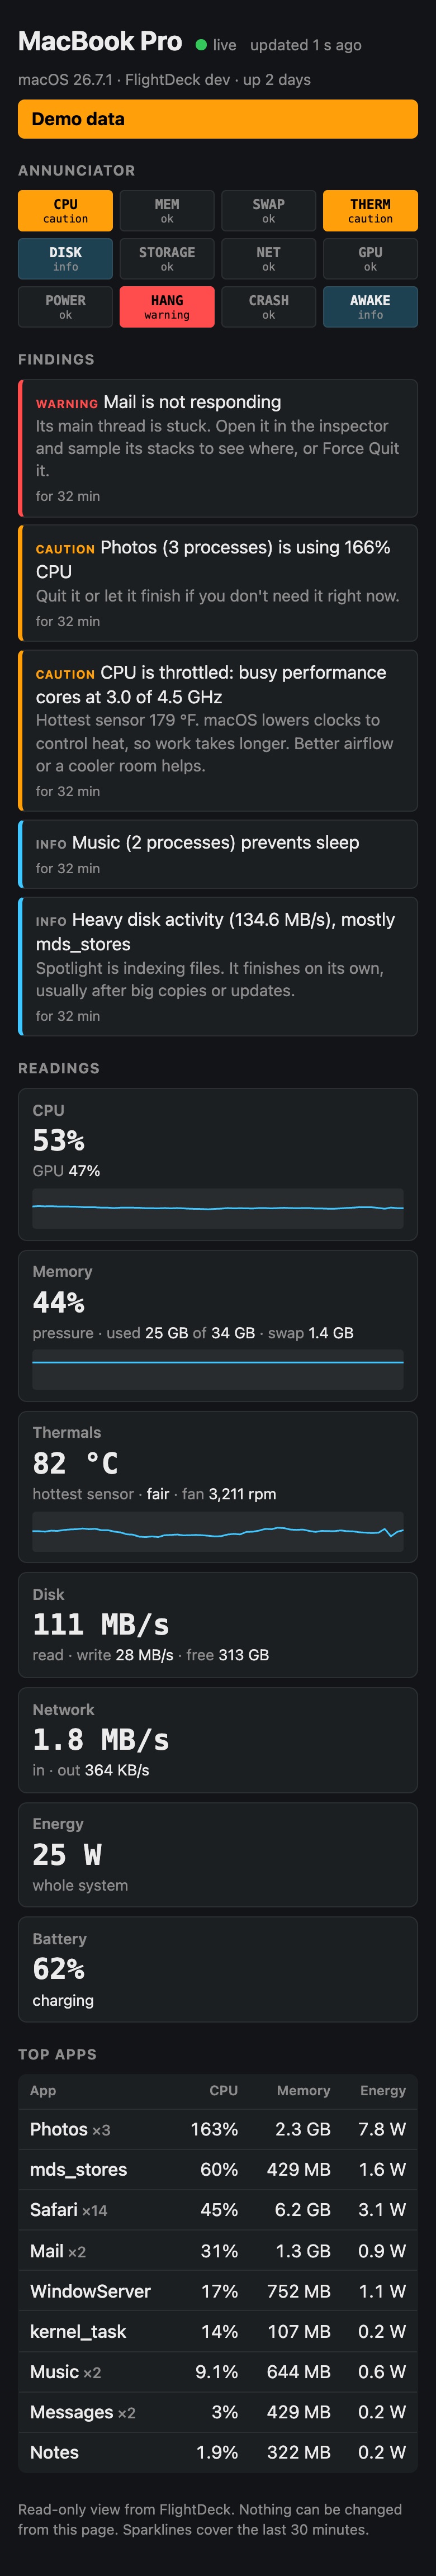 MacBook Pro live updated 1 s ago
macOS 26.7.1 · FlightDeck dev · up 2 days
Demo data
ANNUNCIATOR
CPU MEM SWAP THERM
caution ok ok caution
DISK STORAGE NET GPU
info ok ok ok
POWER HANG CRASH AWAKE
ok warning ok info
FINDINGS
WARNING Mail is not responding
Its main thread is stuck. Open it in the inspector
and sample its stacks to see where, or Force Quit
it.
for 32 min
CAUTION Photos (3 processes) is using 166%
CPU
Quit it or let it finish if you don't need it right now.
for 32 min
CAUTION CPU is throttled: busy performance
cores at 3.0 of 4.5 GHz
Hottest sensor 179 °F. macOS lowers clocks to
control heat, so work takes longer. Better airflow
or a cooler room helps.
for 32 min
INFO Music (2 processes) prevents sleep
for 32 min
INFO Heavy disk activity (134.6 MB/s), mostly
mds_stores
Spotlight is indexing files. It finishes on its own,
usually after big copies or updates.
for 32 min
READINGS
CPU
53%
GPU 47%
Memory
44%
pressure · used 25 GB of 34 GB · swap 1.4 GB
Thermals
82 °C
hottest sensor · fair · fan 3,211 rpm
Disk
111 MB/s
read · write 28 MB/s · free 313 GB
Network
1.8 MB/s
in · out 364 KB/s
Energy
25 W
whole system
Battery
62%
charging
TOP APPS
App CPU Memory Energy
Photos ×3 163% 2.3 GB 7.8 W
mds_stores 60% 429 MB 1.6 W
Safari ×14 45% 6.2 GB 3.1 W
Mail ×2 31% 1.3 GB 0.9 W
WindowServer 17% 752 MB 1.1 W
kernel_task 14% 107 MB 0.2 W
Music ×2 9.1% 644 MB 0.6 W
Messages ×2 3% 429 MB 0.2 W
Notes 1.9% 322 MB 0.2 W
Read-only view from FlightDeck. Nothing can be changed
from this page. Sparklines cover the last 30 minutes.